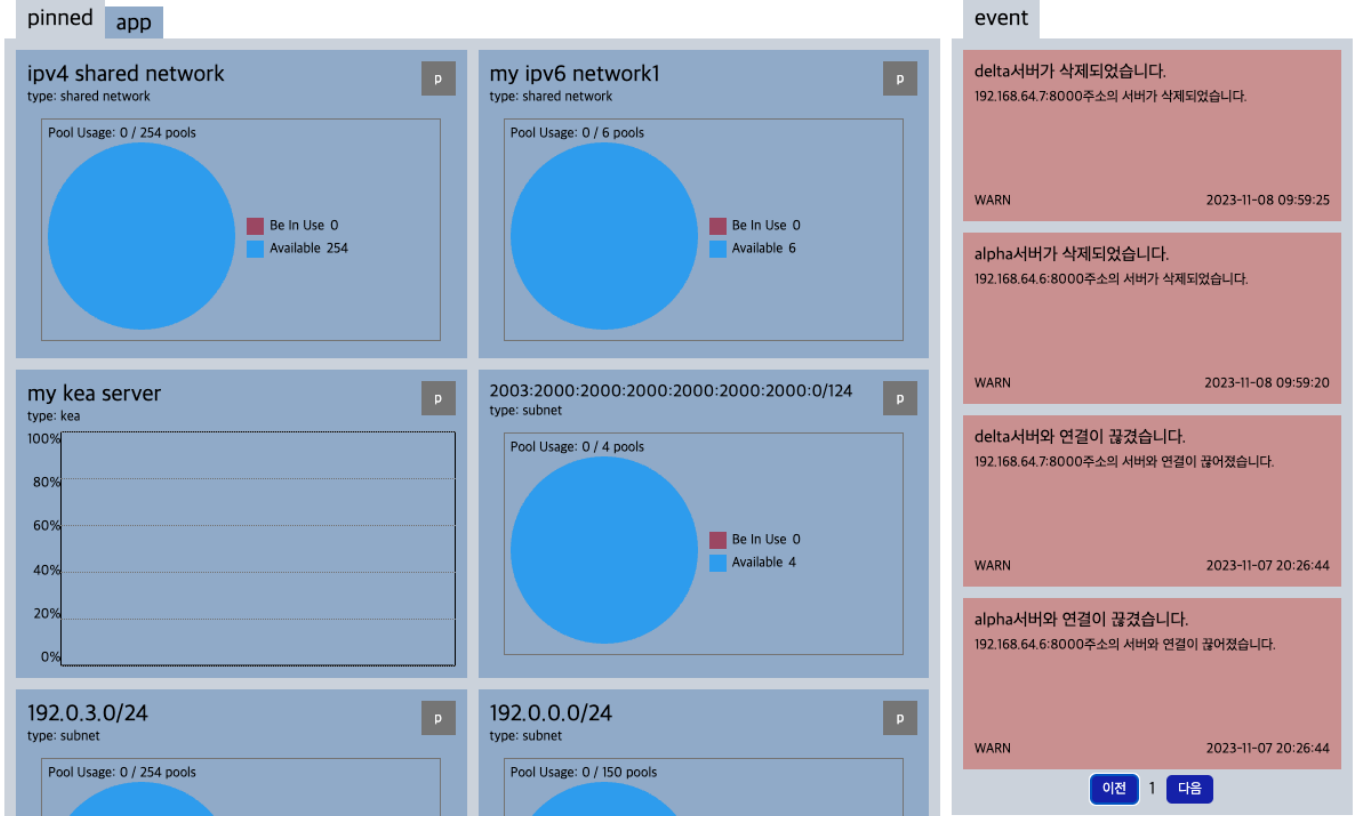 pinned
app
ipv4 shared network
p
type: shared network
Pool Usage: 0 / 254 pools
Be In Use 0
Available 254
my ipv6 network1
p
type: shared network
Pool Usage: 0 / 6 pools
Be In Use 0
Available 6
my kea server
p
type: kea
100%
80%
60%
40%
20%
0%
2003:2000:2000:2000:2000:2000:2000:0/124
p
type: subnet
Pool Usage: 0 / 4 pools
Be In Use 0
Available 4
192.0.3.0/24
p
type: subnet
Pool Usage: 0 / 254 pools
192.0.0.0/24
p
type: subnet
Pool Usage: 0 / 150 pools
event
delta서버가 삭제되었습니다.
192.168.64.7:8000주소의 서버가 삭제되었습니다.
WARN 2023-11-08 09:59:25
alpha서버가 삭제되었습니다.
192.168.64.6:8000주소의 서버가 삭제되었습니다.
WARN 2023-11-08 09:59:20
delta서버와 연결이 끊겼습니다.
192.168.64.7:8000주소의 서버와 연결이 끊어졌습니다.
WARN 2023-11-07 20:26:44
alpha서버와 연결이 끊겼습니다.
192.168.64.6:8000주소의 서버와 연결이 끊어졌습니다.
WARN 2023-11-07 20:26:44
이전 1 다음